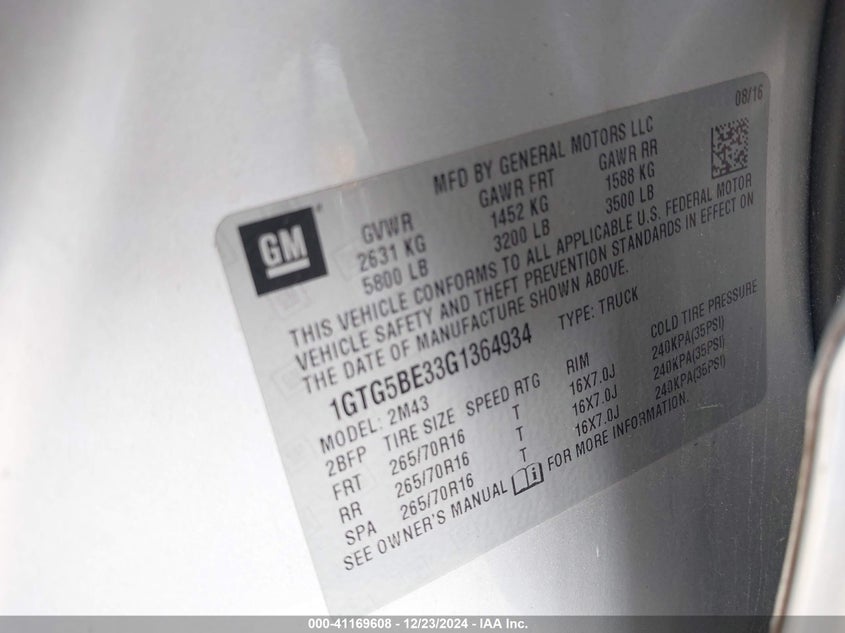 08/16
MFD BY GENERAL MOTORS LLC
GM
GVWR GAWR FRT GAWR RR
2631 KG 1452 KG 1588 KG
5800 LB 3200 LB 3500 LB
THIS VEHICLE CONFORMS TO ALL APPLICABLE U.S. FEDERAL MOTOR
VEHICLE SAFETY AND THEFT PREVENTION STANDARDS IN EFFECT ON
THE DATE OF MANUFACTURE SHOWN ABOVE.
1GTG5BE33G1364934 TYPE: TRUCK
MODEL: 2M43
2BFP TIRE SIZE SPEED RTG RIM COLD TIRE PRESSURE
FRT 265/70R16 T 16X7.0J 240KPA(35PSI)
RR 265/70R16 T 16X7.0J 240KPA(35PSI)
SPA 265/70R16 T 16X7.0J 240KPA(35PSI)
SEE OWNER'S MANUAL FOR MORE INFORMATION.
000-41169608 - 12/23/2024 - IAA Inc.